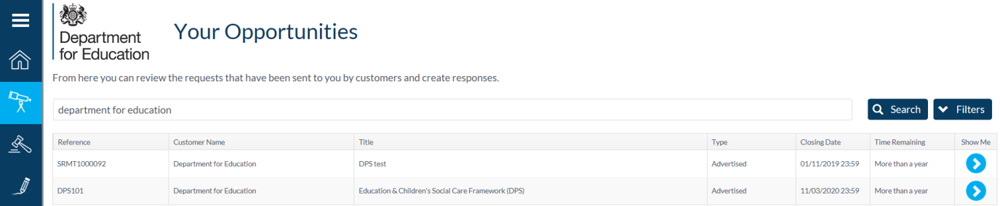 Department
for Education
Your Opportunities
From here you can review the requests that have been sent to you by customers and create responses.
department for education
Search
Filters
Reference Customer Name Title Type Closing Date Time Remaining Show Me
SRMT1000092 Department for Education DPS test Advertised 01/11/2019 23:59 More than a year
DPS101 Department for Education Education & Children's Social Care Framework (DPS) Advertised 11/03/2020 23:59 More than a year